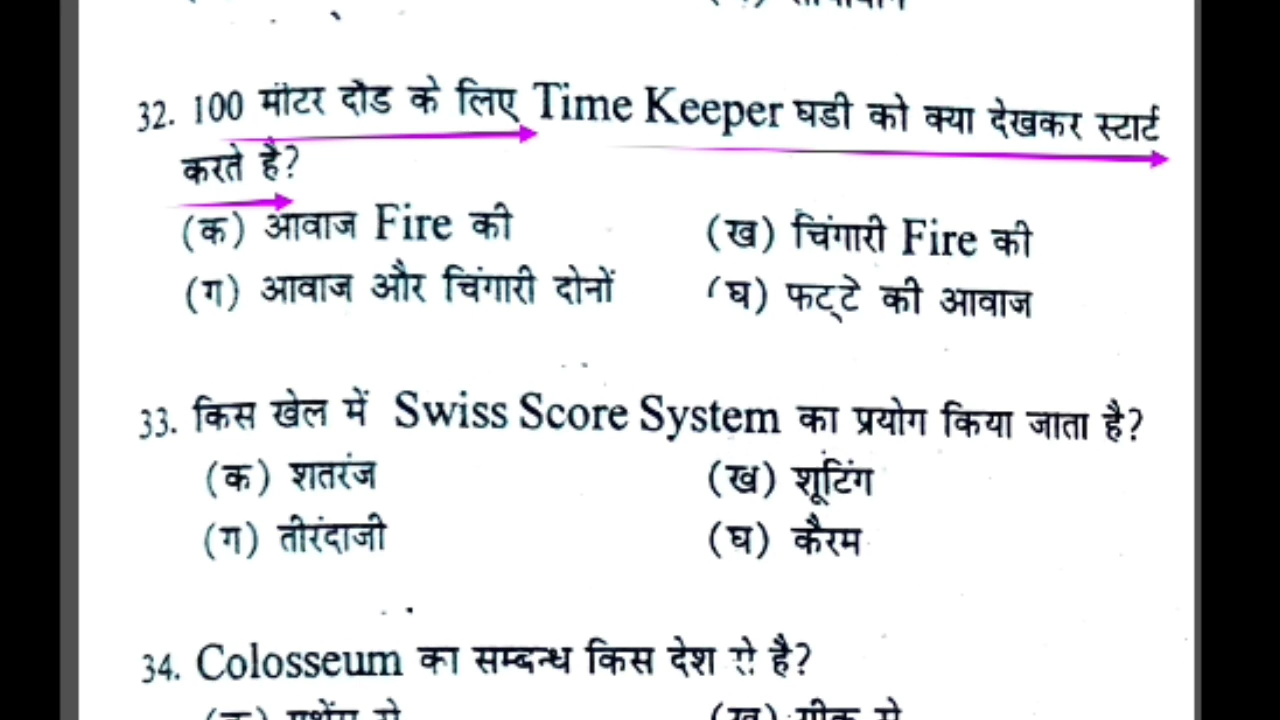 32. 100 मीटर दौड के लिए Time Keeper घडी को क्या देखकर स्टार्ट
करते है?
(क) आवाज Fire की (ख) चिंगारी Fire की
(ग) आवाज और चिंगारी दोनों (घ) फट्टे की आवाज
33. किस खेल में Swiss Score System का प्रयोग किया जाता है?
(क) शतरंज (ख) शूटिंग
(ग) तीरंदाजी (घ) कैरम
34. Colosseum का सम्बन्ध किस देश से है?